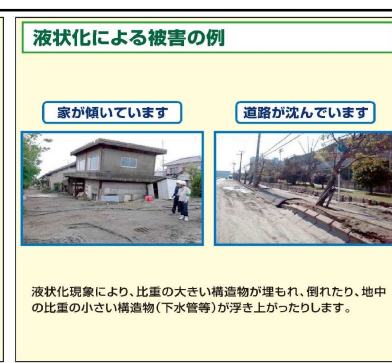 液状化による被害の例
家が傾いています
道路が沈んでいます
液状化現象により、比重の大きい構造物が埋もれ、倒れたり、地中
の比重の小さい構造物(下水管等)が浮き上がったりします。